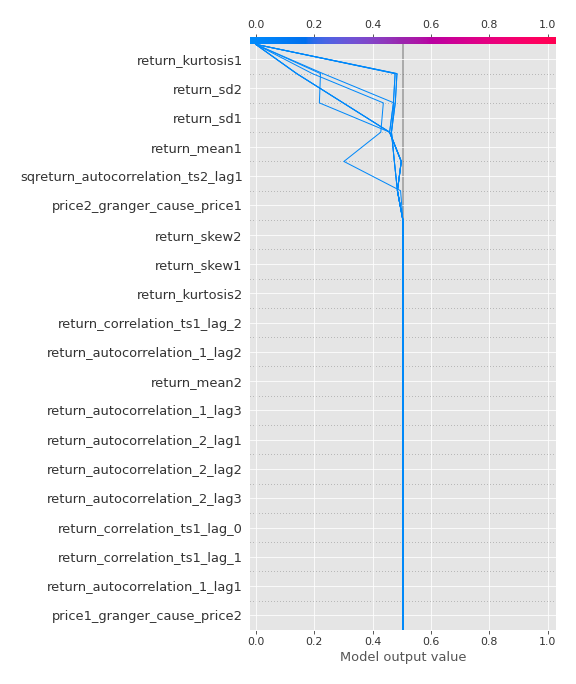 0.0 0.2 0.4 0.6 0.8 1.0
return_kurtosis1
return_sd2
return_sd1
return_mean1
sqreturn_autocorrelation_ts2_lag1
price2_granger_cause_price1
return_skew2
return_skew1
return_kurtosis2
return_correlation_ts1_lag_2
return_autocorrelation_1_lag2
return_mean2
return_autocorrelation_1_lag3
return_autocorrelation_2_lag1
return_autocorrelation_2_lag2
return_autocorrelation_2_lag3
return_correlation_ts1_lag_0
return_correlation_ts1_lag_1
return_autocorrelation_1_lag1
price1_granger_cause_price2
0.0 0.2 0.4 0.6 0.8 1.0
Model output value